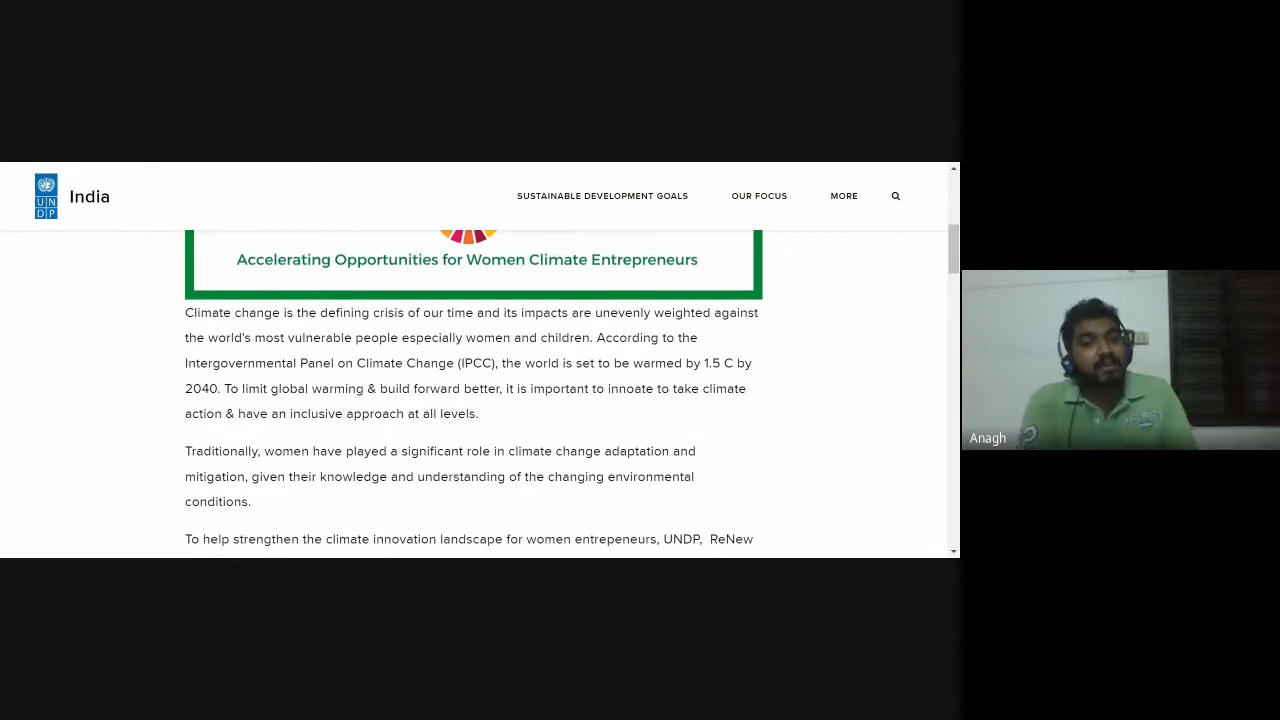 UN
DP
India
SUSTAINABLE DEVELOPMENT GOALS
OUR FOCUS
MORE
Accelerating Opportunities for Women Climate Entrepreneurs
Climate change is the defining crisis of our time and its impacts are unevenly weighted against
the world's most vulnerable people especially women and children. According to the
Intergovernmental Panel on Climate Change (IPCC), the world is set to be warmed by 1.5 C by
2040. To limit global warming & build forward better, it is important to innoate to take climate
action & have an inclusive approach at all levels.
Traditionally, women have played a significant role in climate change adaptation and
mitigation, given their knowledge and understanding of the changing environmental
conditions.
To help strengthen the climate innovation landscape for women entrepeneurs, UNDP, ReNew
Anagh